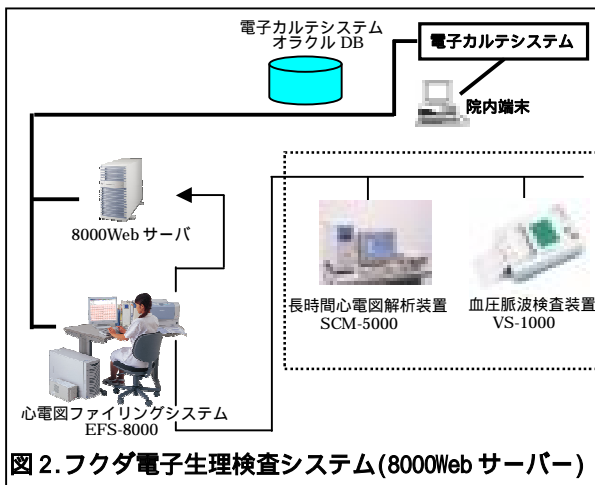 電子カルテシステム
オラクル DB
電子カルテシステム
院内端末
8000Web サーバ
長時間心電図解析装置
SCM-5000
血圧脈波検査装置
VS-1000
心電図ファイリングシステム
EFS-8000
図 2.フクダ電子生理検査システム(8000Web サーバー)